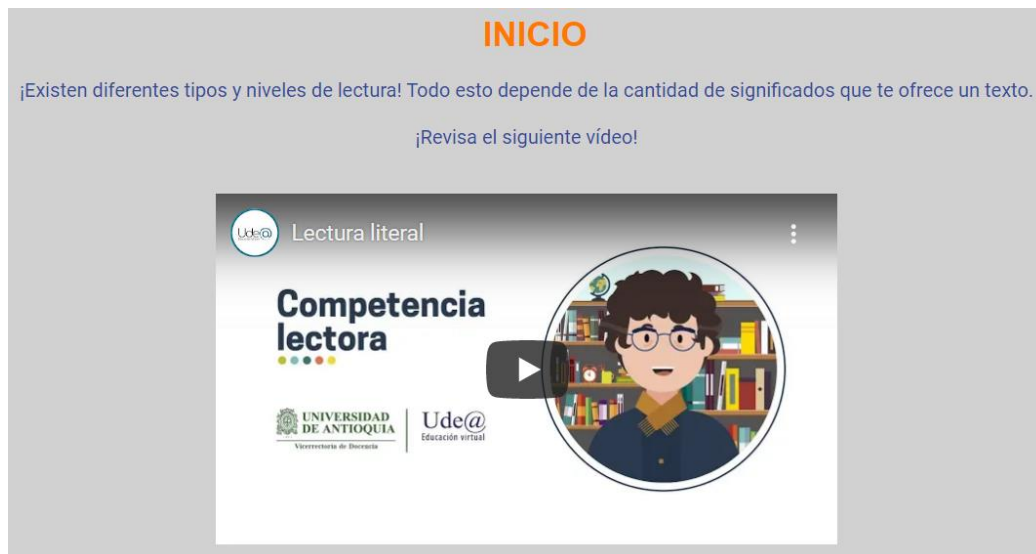 INICIO
¡Existen diferentes tipos y niveles de lectura! Todo esto depende de la cantidad de significados que te ofrece un texto.
¡Revisa el siguiente vídeo!
Ude@
Lectura literal
Competencia
lectora
UNIVERSIDAD
DE ANTIOQUIA
Vicerrectoría de Docencia
Ude@
Educación virtual